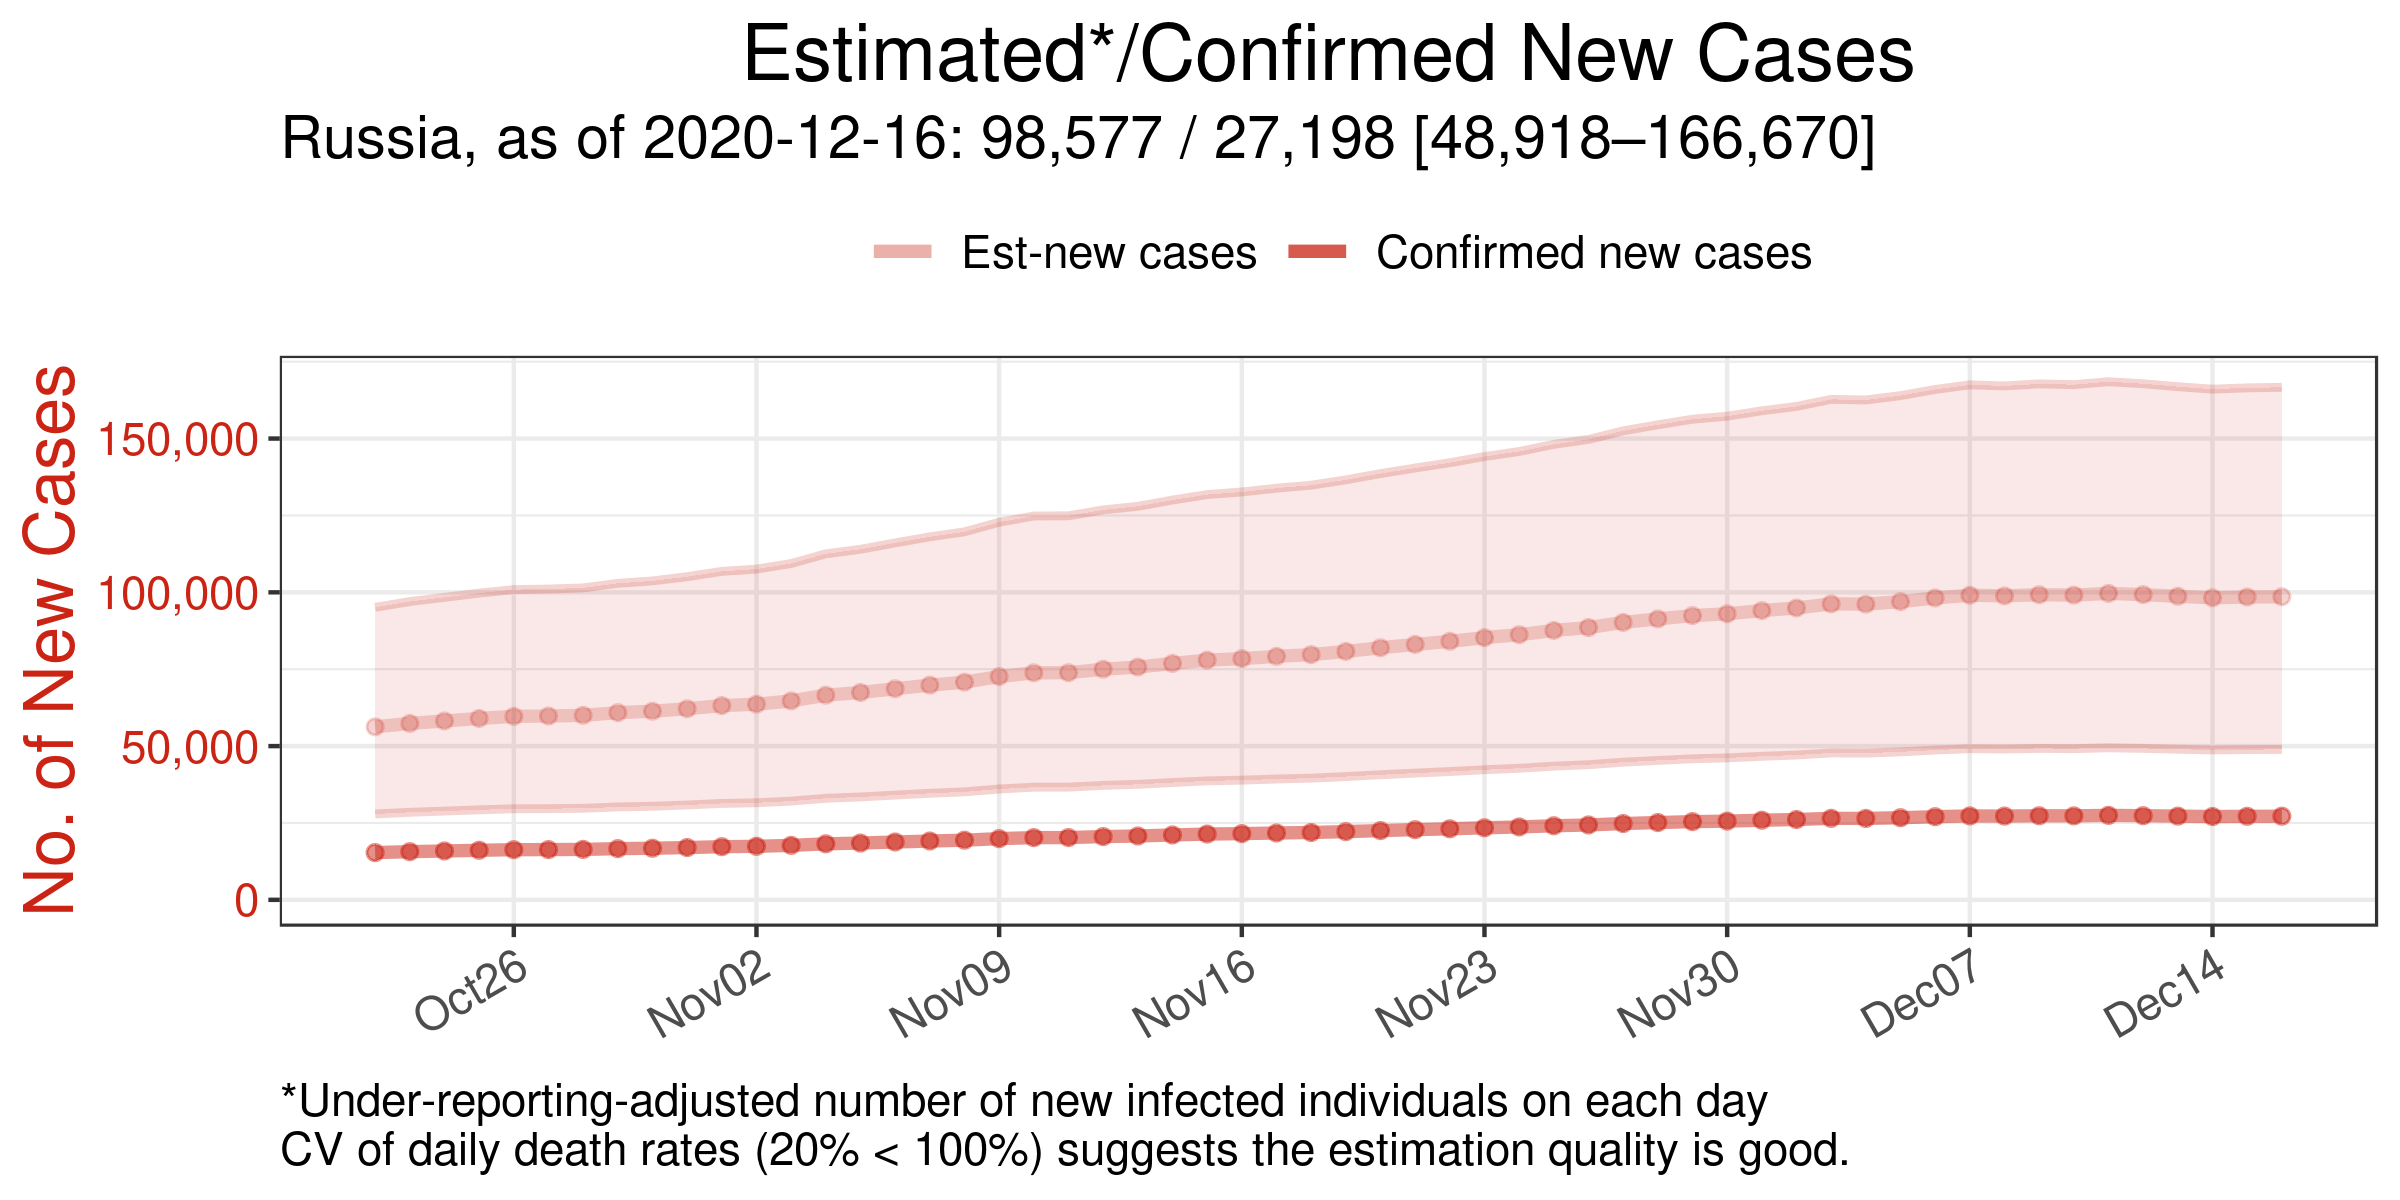 Estimated*/Confirmed New Cases
Russia, as of 2020-12-16: 98,577 / 27,198 [48,918–166,670]
Est-new cases
Confirmed new cases
No. of New Cases
150,000
100,000
50,000
0
Oct26
Nov02
Nov09
Nov16
Nov23
Nov30
Dec07
Dec14
*Under-reporting-adjusted number of new infected individuals on each day
CV of daily death rates (20% < 100%) suggests the estimation quality is good.